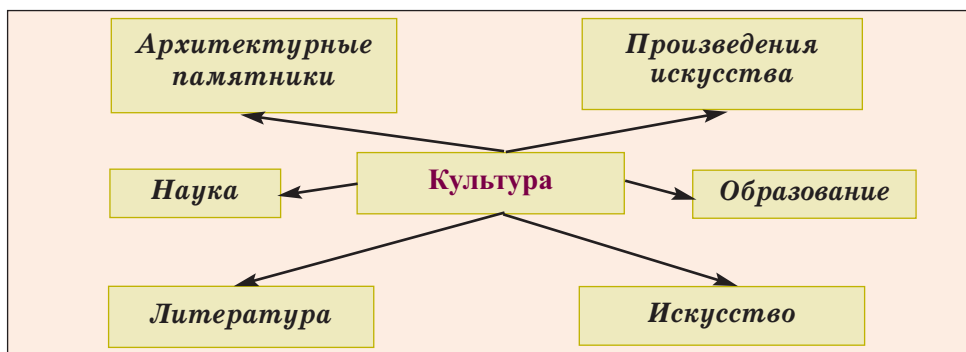 Архитектурные
памятники
Произведения
искусства
Наука
Культура
Образование
Литература
Искусство